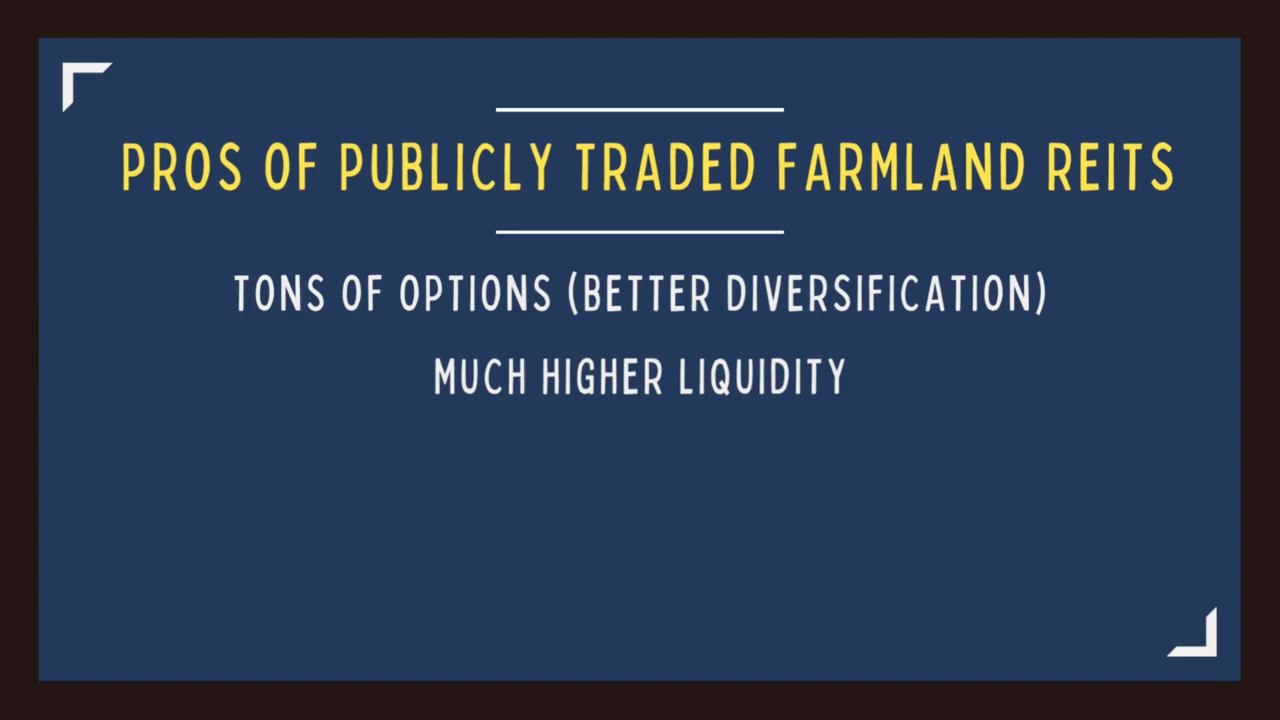 PROS OF PUBLICLY TRADED FARMLAND REITS
TONS OF OPTIONS (BETTER DIVERSIFICATION)
MUCH HIGHER LIQUIDITY